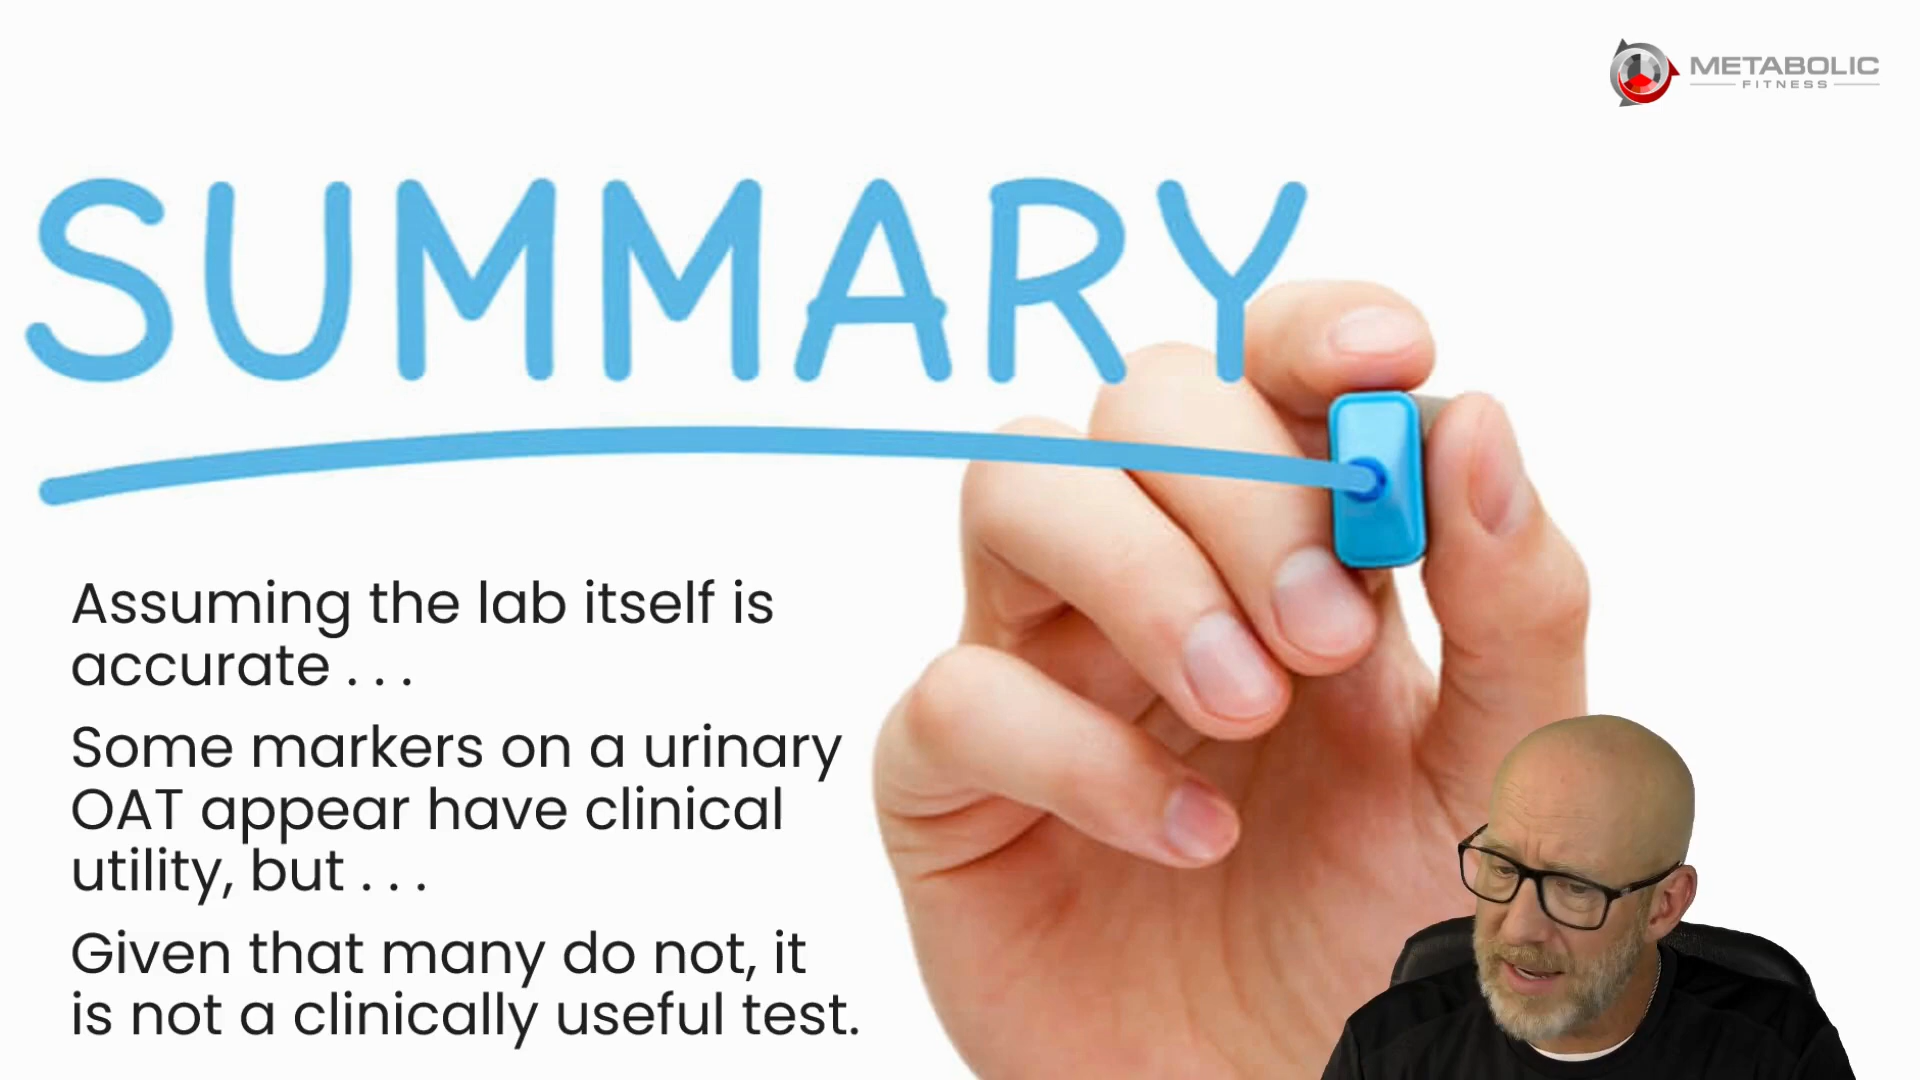 METABOLIC
FITNESS
SUMMARY
Assuming the lab itself is
accurate . . .
Some markers on a urinary
OAT appear have clinical
utility, but . . .
Given that many do not, it
is not a clinically useful test.